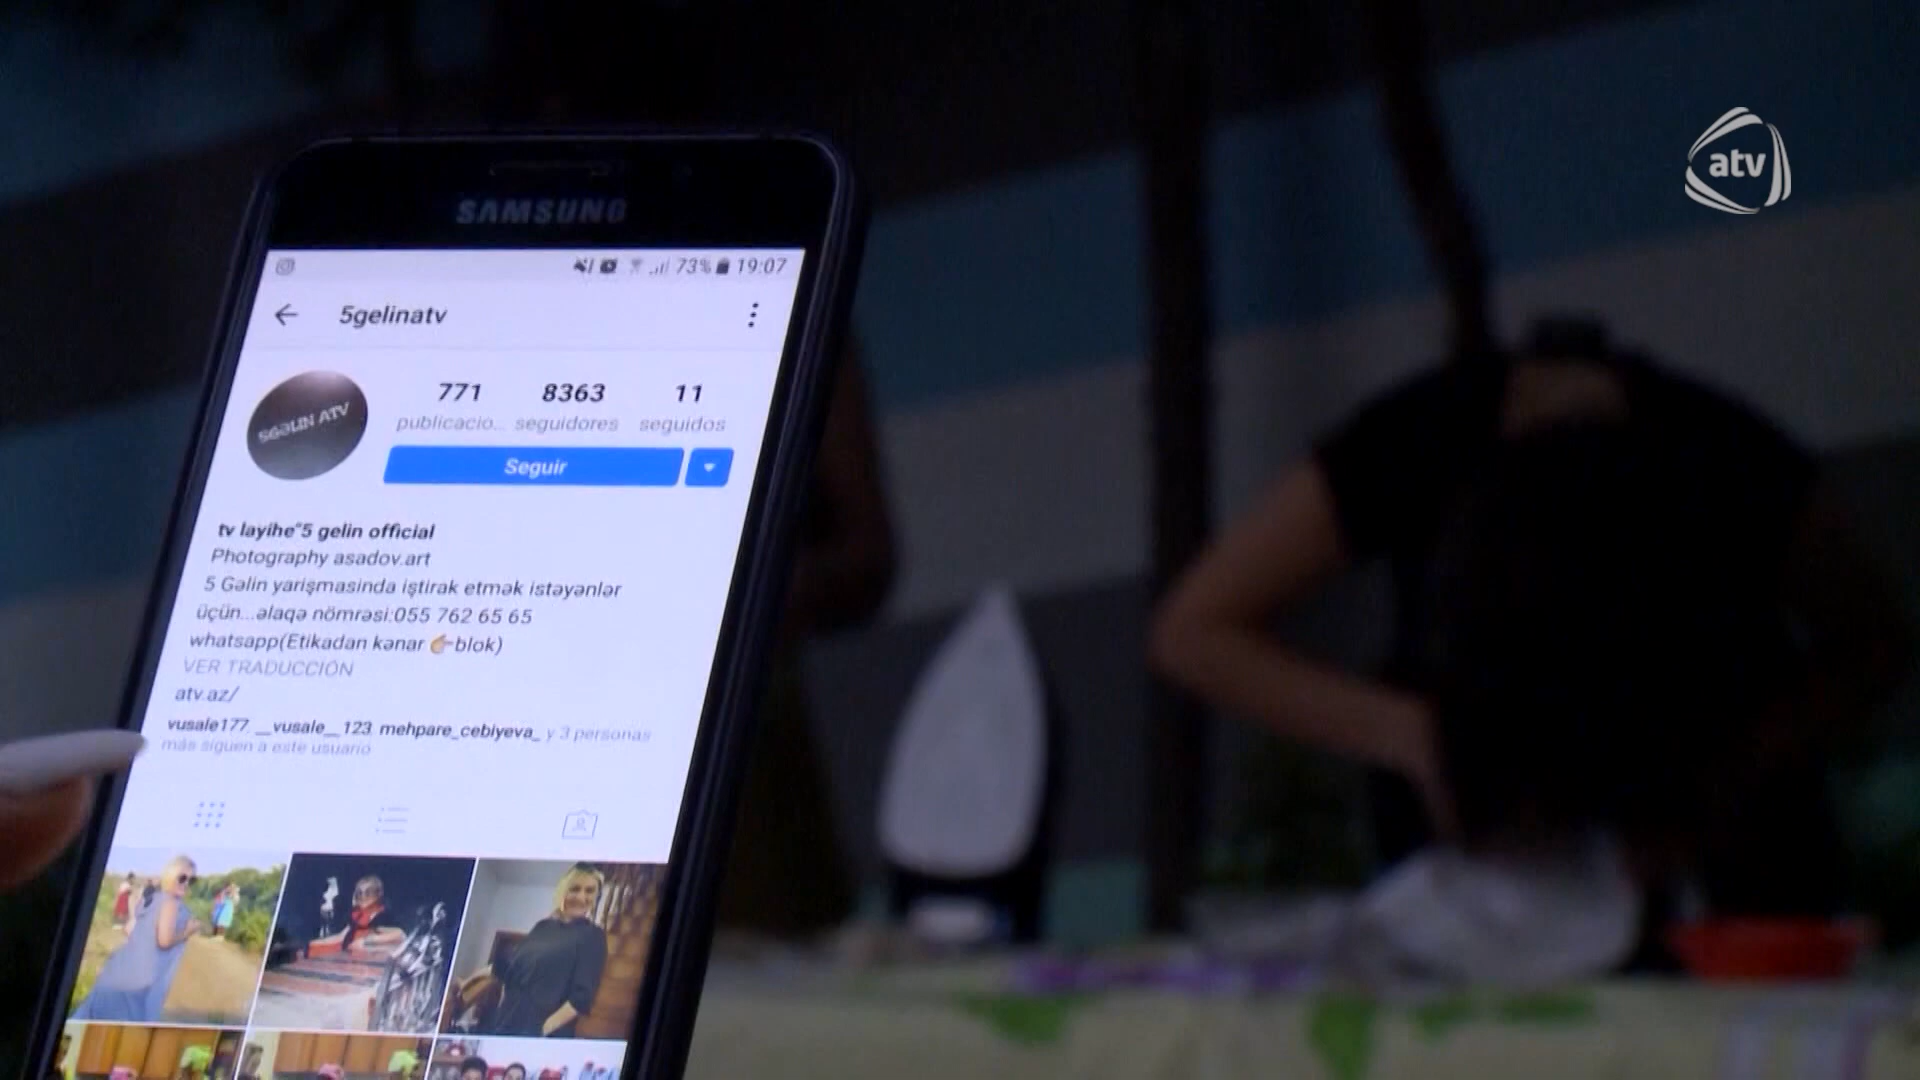 atv
SAMSUNG
73% 19:07
5gelinatv
5GƏLIN ATV
771 8363 11
publicacio... seguidores seguidos
Seguir
tv layihe"5 gelin official
Photography asadov.art
5 Gəlin yarişmasinda iştirak etmək istəyənlər
üçün...əlaqə nömrəsi:055 762 65 65
whatsapp(Etikadan kənar 👉blok)
VER TRADUCCIÓN
atv.az/
vusale177, __vusale__123, mehpare_cebiyeva_ y 3 personas
más siguen a este usuario